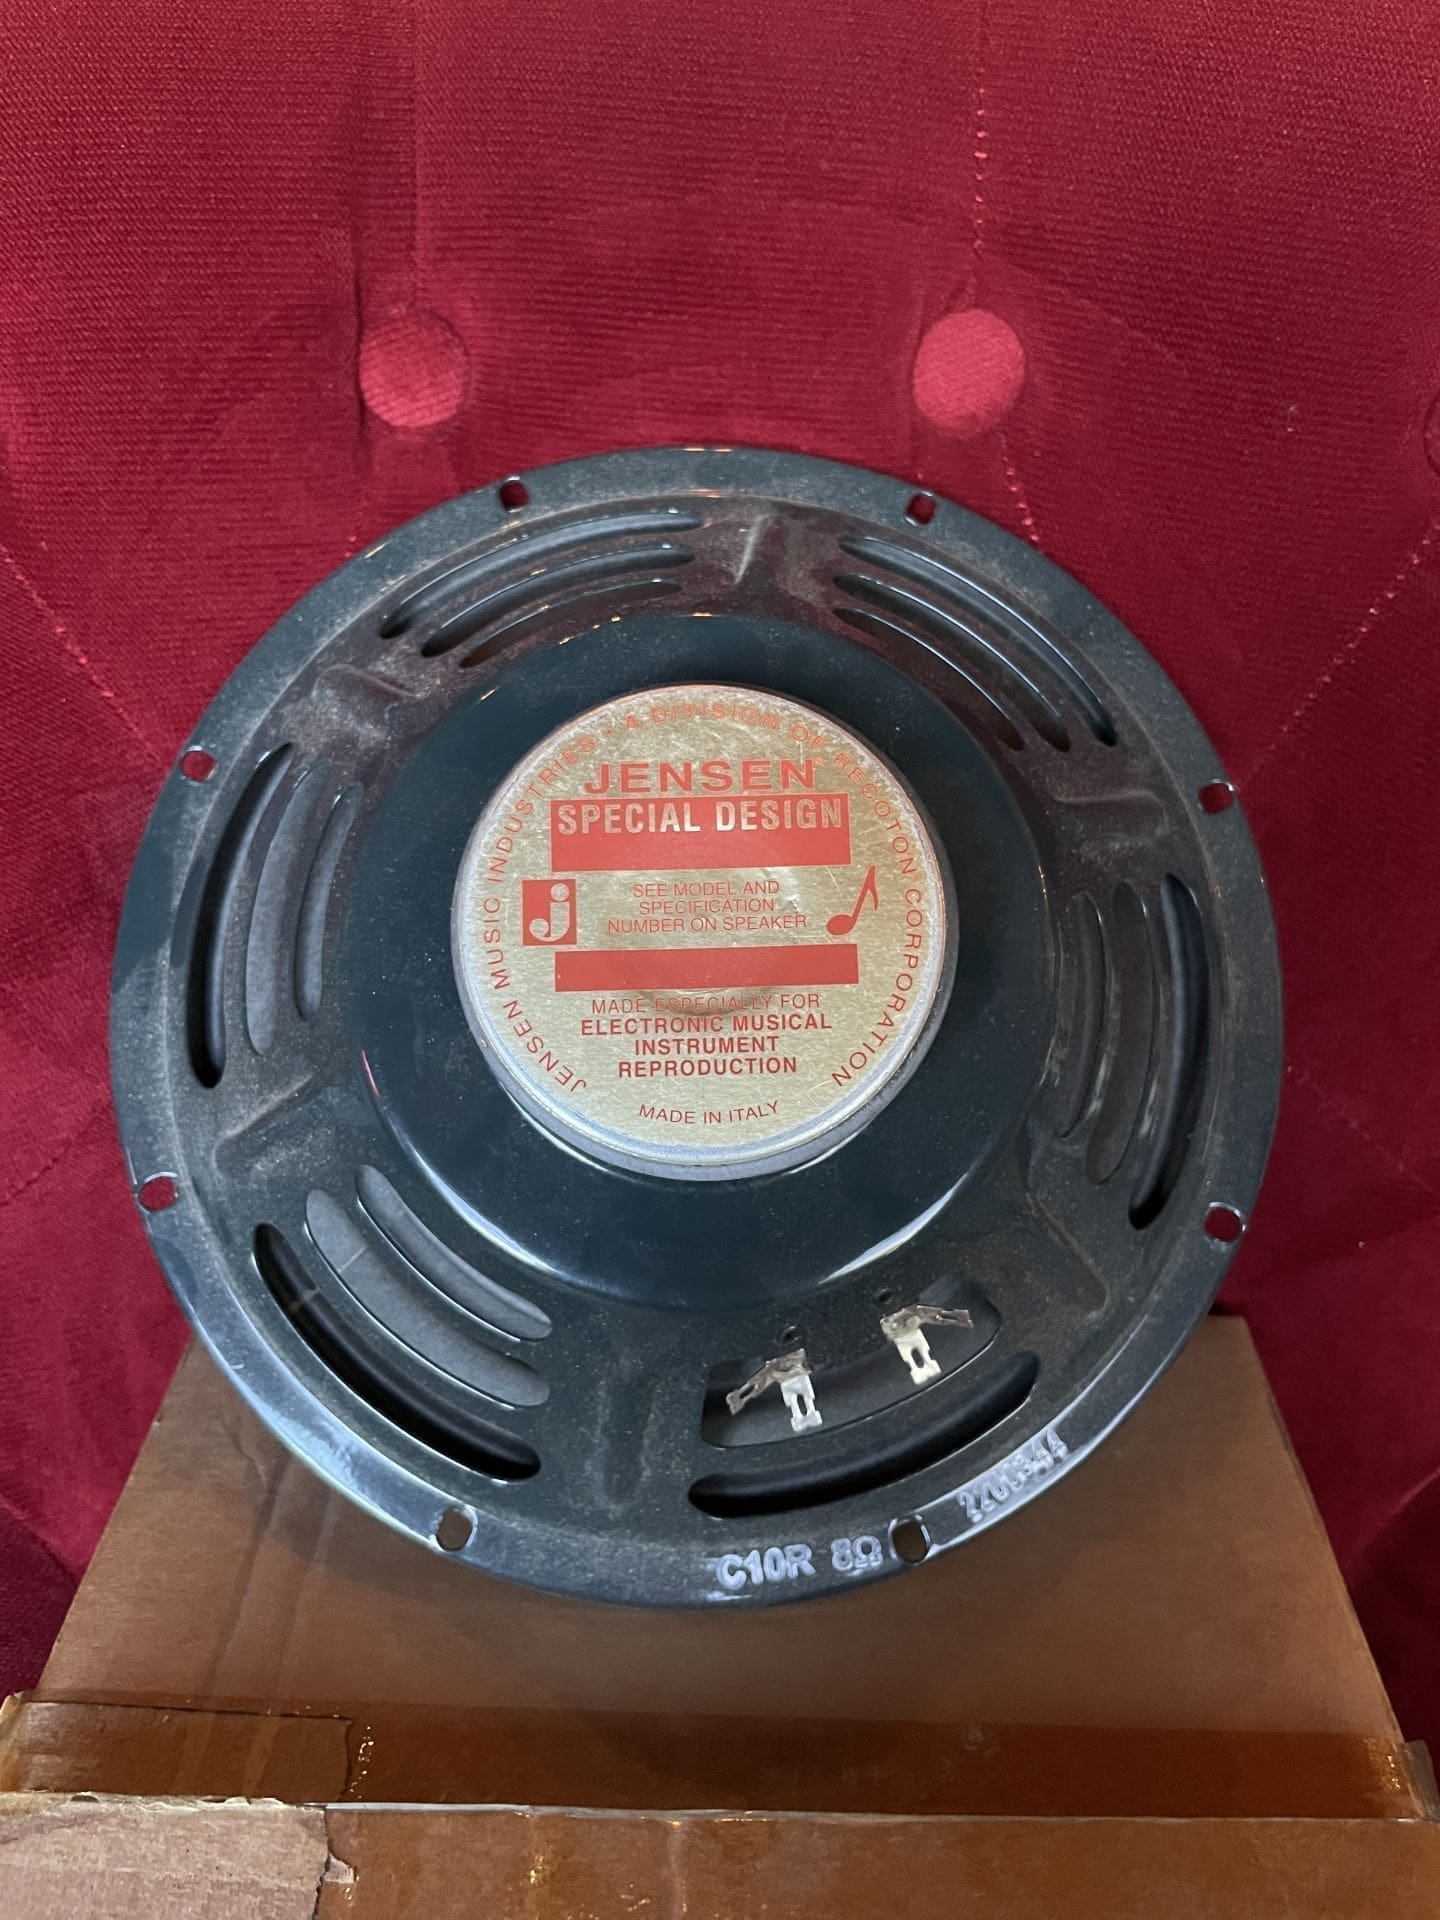 JENSEN MUSIC INDUSTRIES - A DIVISION OF RECOTON CORPORATION
JENSEN
SPECIAL DESIGN
j
SEE MODEL AND
SPECIFICATION
NUMBER ON SPEAKER
MADE ESPECIALLY FOR
ELECTRONIC MUSICAL
INSTRUMENT
REPRODUCTION
MADE IN ITALY
C10R 8Ω